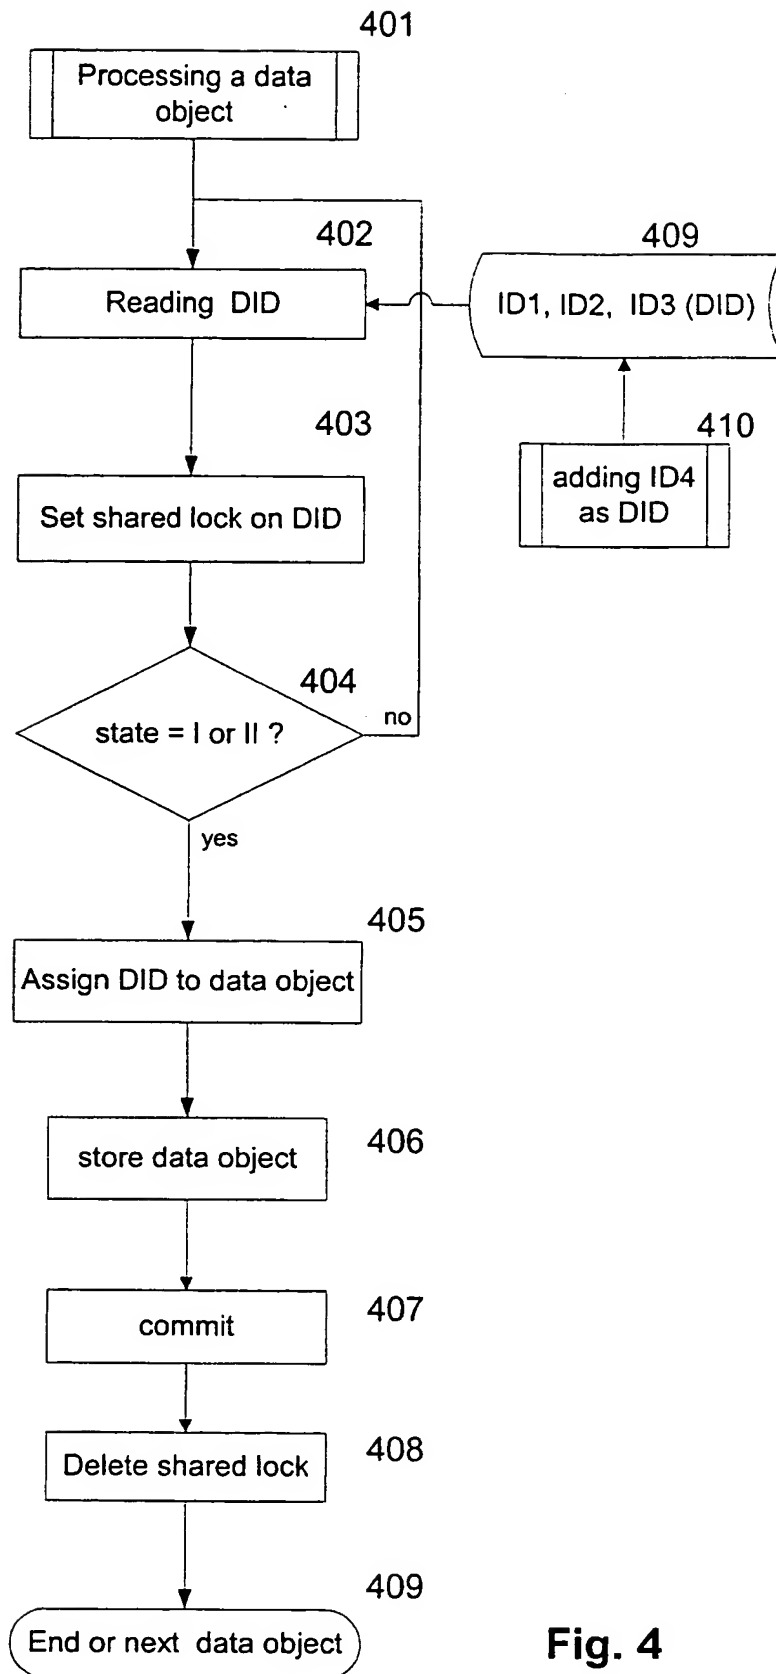 401
Processing a data
object
402
Reading DID
409
ID1, ID2, ID3 (DID)
403
Set shared lock on DID
410
adding ID4
as DID
404
state = I or II ?
no
yes
405
Assign DID to data object
406
store data object
407
commit
408
Delete shared lock
409
End or next data object
Fig. 4